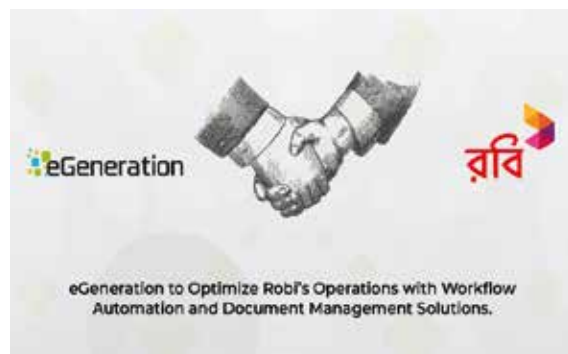 eGeneration
রবি
eGeneration to Optimize Robi's Operations with Workflow
Automation and Document Management Solutions.